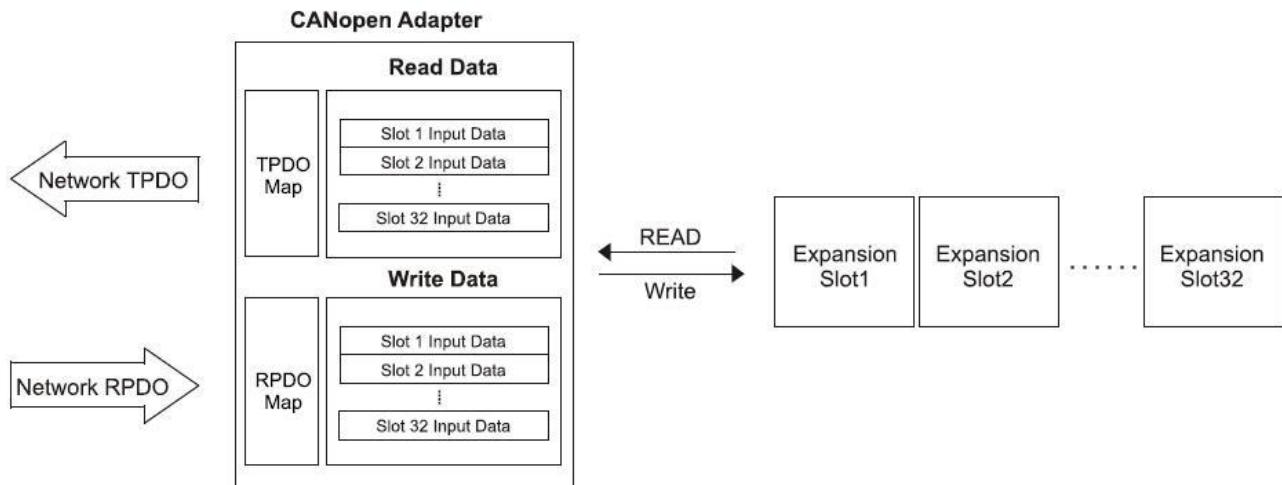 CANopen Adapter
Read Data
TPDO
Map
Slot 1 Input Data
Slot 2 Input Data
Slot 32 Input Data
Network TPDO
Write Data
RPDO
Map
Slot 1 Input Data
Slot 2 Input Data
Slot 32 Input Data
Network RPDO
READ
Write
Expansion
Slot1
Expansion
Slot2
Expansion
Slot32